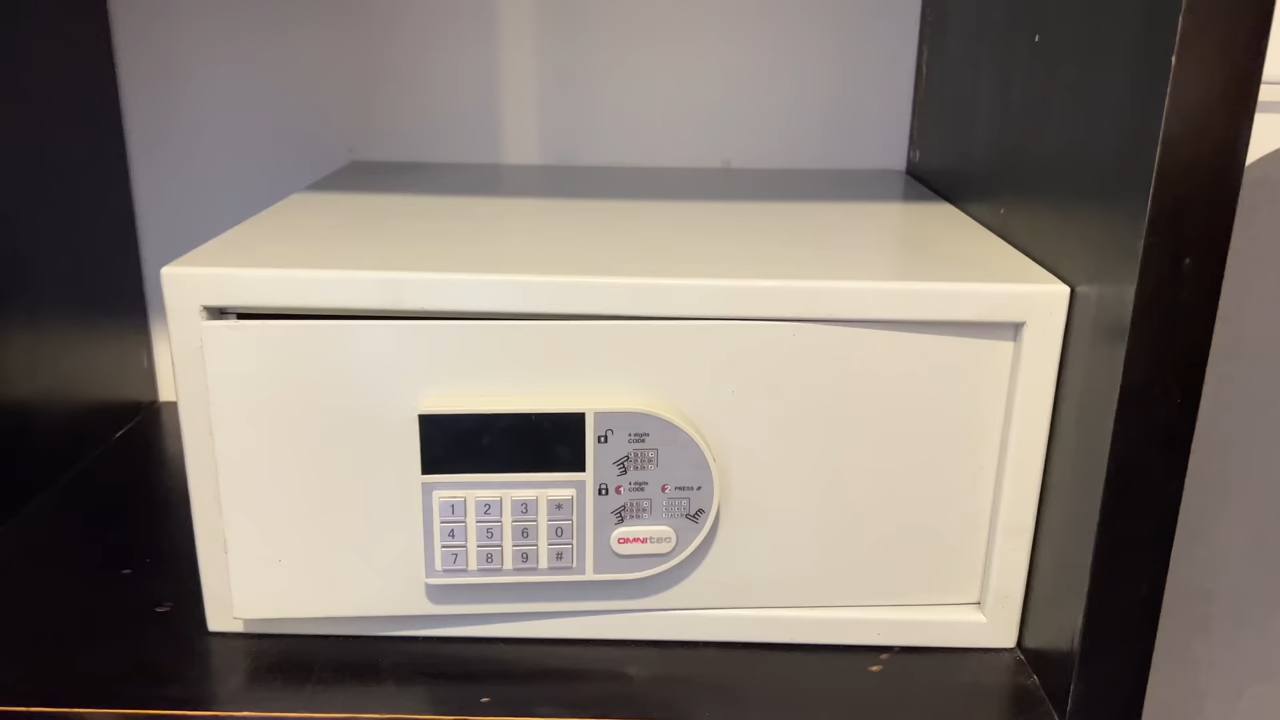 4 digits
CODE
1 4 digits
CODE
2 PRESS #
OMNITEC
1 2 3 *
4 5 6 0
7 8 9 #